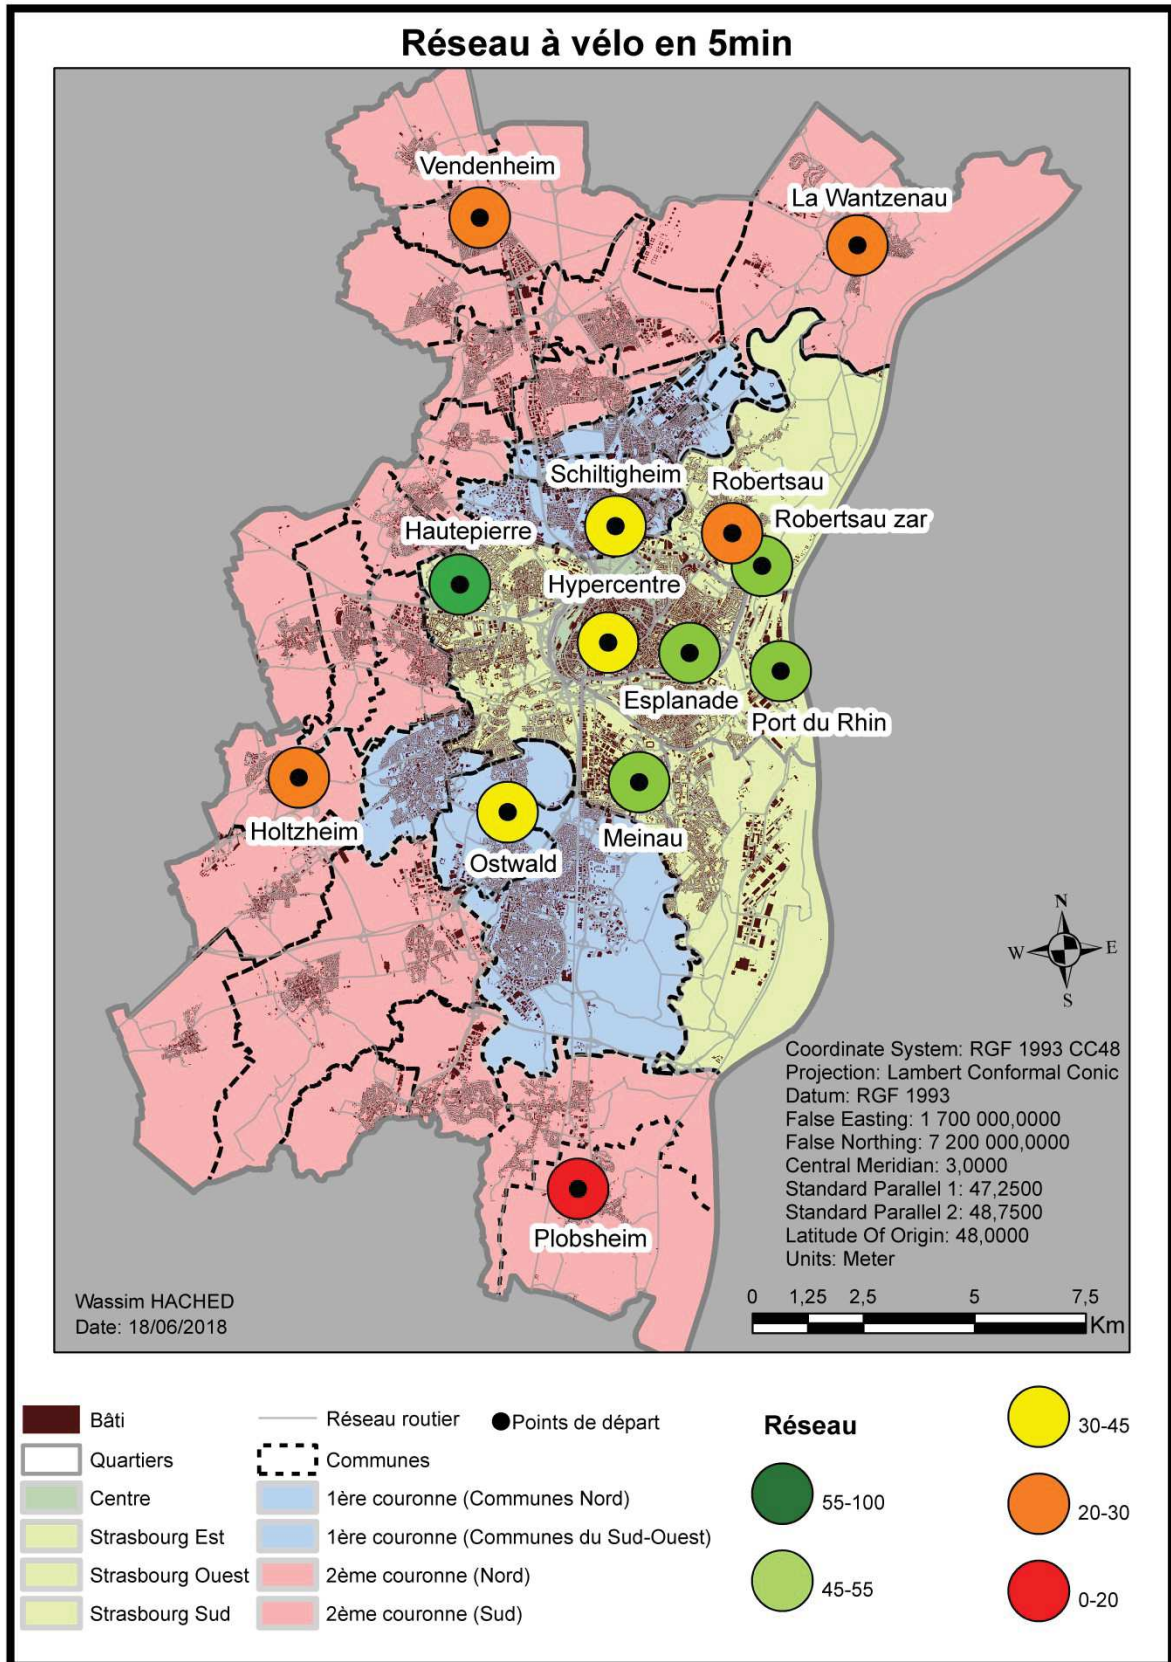 Réseau à vélo en 5min
Vendenheim
La Wantzenau
Schiltigheim
Robertsau
Robertsau zar
Hautepierre
Hypercentre
Esplanade
Port du Rhin
Holtzheim
Ostwald
Meinau
Plobsheim
N
W
E
S
Coordinate System: RGF 1993 CC48
Projection: Lambert Conformal Conic
Datum: RGF 1993
False Easting: 1 700 000,0000
False Northing: 7 200 000,0000
Central Meridian: 3,0000
Standard Parallel 1: 47,2500
Standard Parallel 2: 48,7500
Latitude Of Origin: 48,0000
Units: Meter
0 1,25 2,5 5 7,5
Km
Wassim HACHED
Date: 18/06/2018
Bâti
Quartiers
Centre
Strasbourg Est
Strasbourg Ouest
Strasbourg Sud
Réseau routier
Points de départ
Communes
1ère couronne (Communes Nord)
1ère couronne (Communes du Sud-Ouest)
2ème couronne (Nord)
2ème couronne (Sud)
Réseau
55-100
45-55
30-45
20-30
0-20